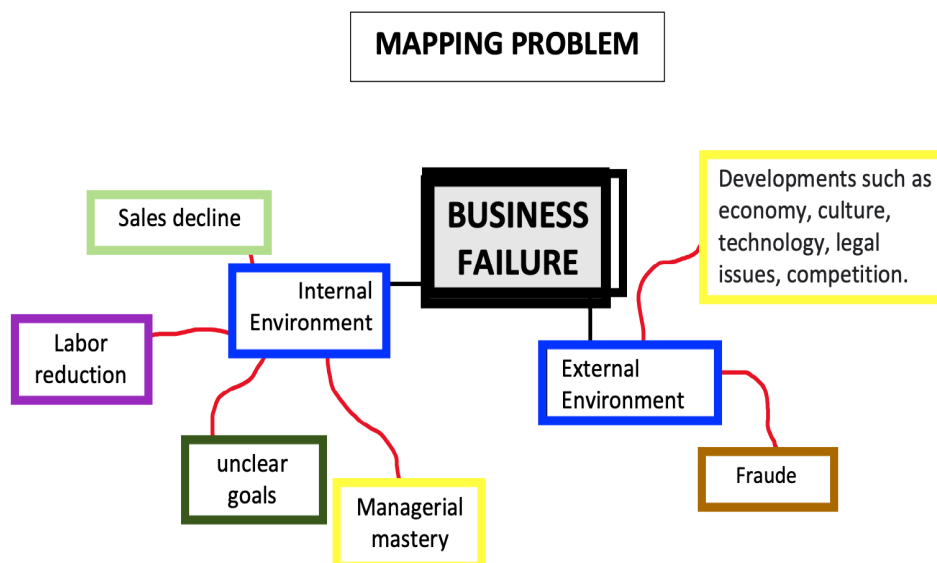 MAPPING PROBLEM
BUSINESS
FAILURE
Developments such as
economy, culture,
technology, legal
issues, competition.
Sales decline
Internal
Environment
Labor
reduction
External
Environment
unclear
goals
Managerial
mastery
Fraude